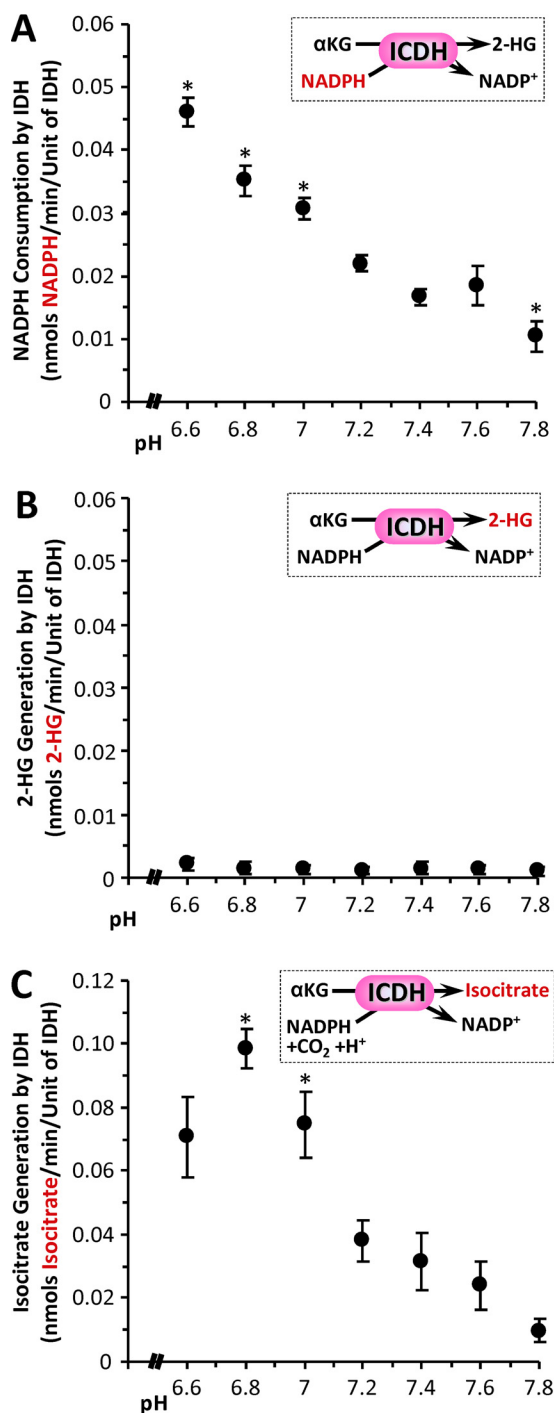 A
NADPH Consumption by IDH
(nmols NADPH/min/Unit of IDH)
0.06
0.05
0.04
0.03
0.02
0.01
0
αKG
ICDH
2-HG
NADPH
NADP⁺
*
*
*
*
pH
6.6 6.8 7 7.2 7.4 7.6 7.8
B
2-HG Generation by IDH
(nmols 2-HG/min/Unit of IDH)
0.06
0.05
0.04
0.03
0.02
0.01
0
αKG
ICDH
2-HG
NADPH
NADP⁺
pH
6.6 6.8 7 7.2 7.4 7.6 7.8
C
Isocitrate Generation by IDH
(nmols Isocitrate/min/Unit of IDH)
0.12
0.10
0.08
0.06
0.04
0.02
0
αKG
ICDH
Isocitrate
NADPH
+CO₂ +H⁺
NADP⁺
*
*
pH
6.6 6.8 7 7.2 7.4 7.6 7.8